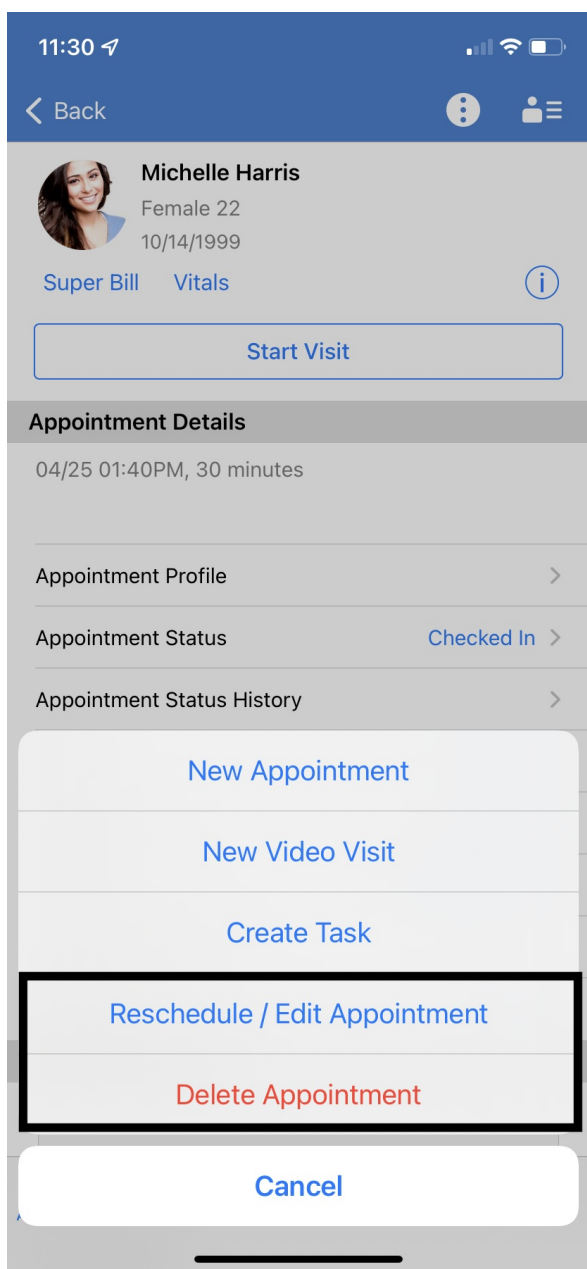 11:30
Back
Michelle Harris
Female 22
10/14/1999
Super Bill Vitals
Start Visit
Appointment Details
04/25 01:40PM, 30 minutes
Appointment Profile
Appointment Status Checked In
Appointment Status History
New Appointment
New Video Visit
Create Task
Reschedule / Edit Appointment
Delete Appointment
Cancel